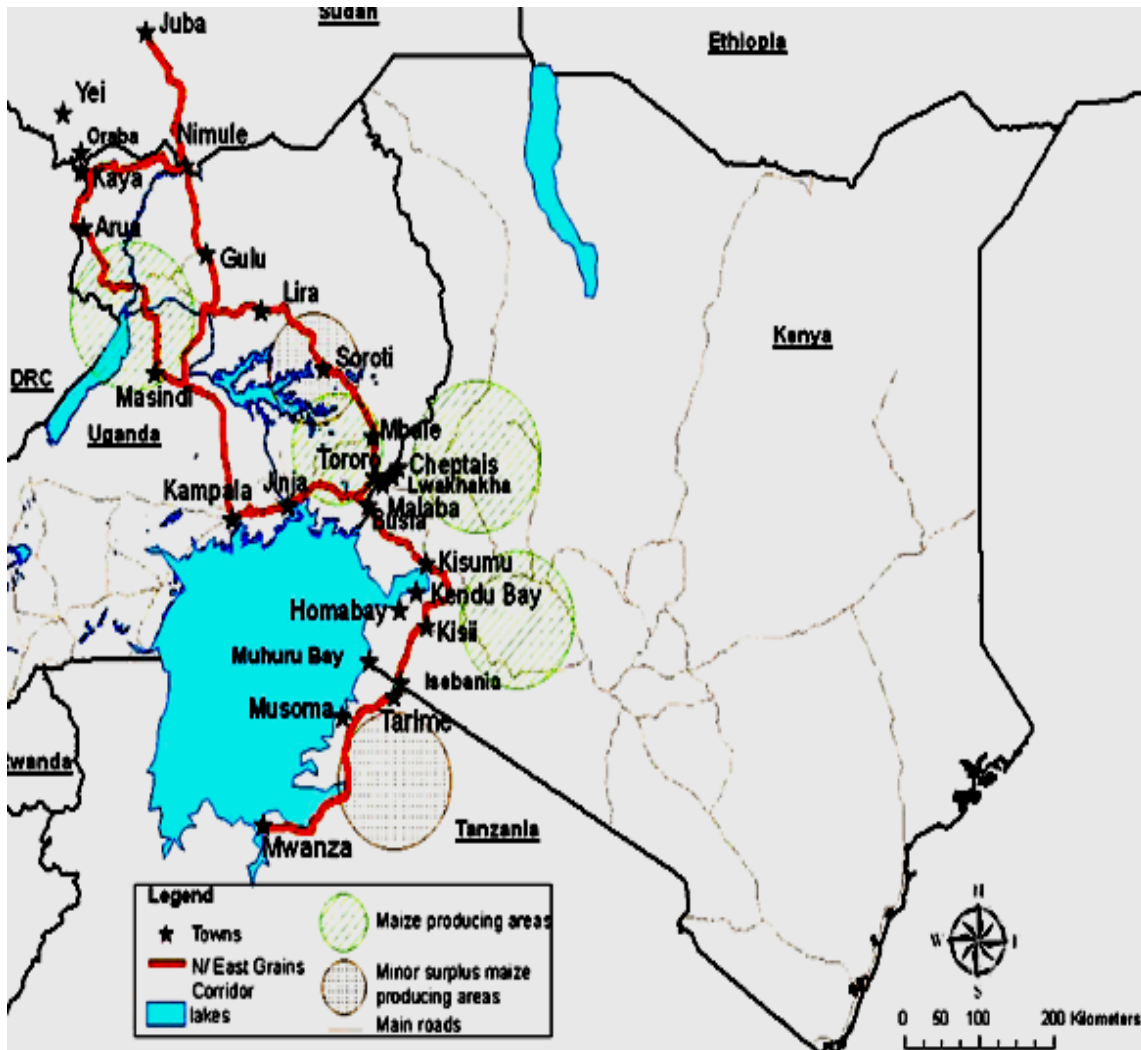 Juba
Sudan
Ethiopia
Yei
Oraba
Nimule
Kaya
Arua
Gulu
Lira
Kenya
Soroti
DRC
Masindi
Uganda
Mbale
Tororo
Cheptais
Lwakhakha
Kampala
Jinja
Malaba
Busia
Kisumu
Kendu Bay
Homabay
Kisii
Muhuru Bay
Isebania
Musoma
Tarime
Rwanda
Tanzania
Mwanza
Legend
Towns
N/ East Grains
Corridor
lakes
Maize producing areas
Minor surplus maize
producing areas
Main roads
N
W
S
0 50 100 200 Kilometers